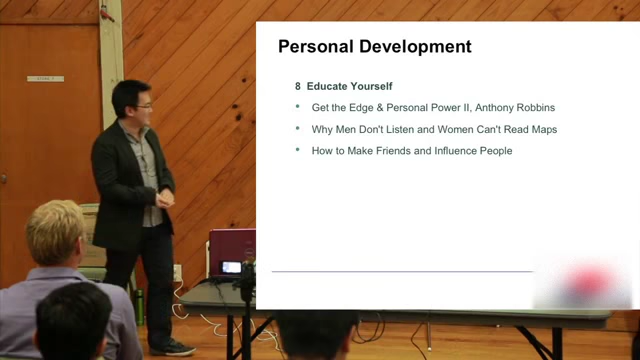 Personal Development
8 Educate Yourself
• Get the Edge & Personal Power II, Anthony Robbins
• Why Men Don't Listen and Women Can't Read Maps
• How to Make Friends and Influence People